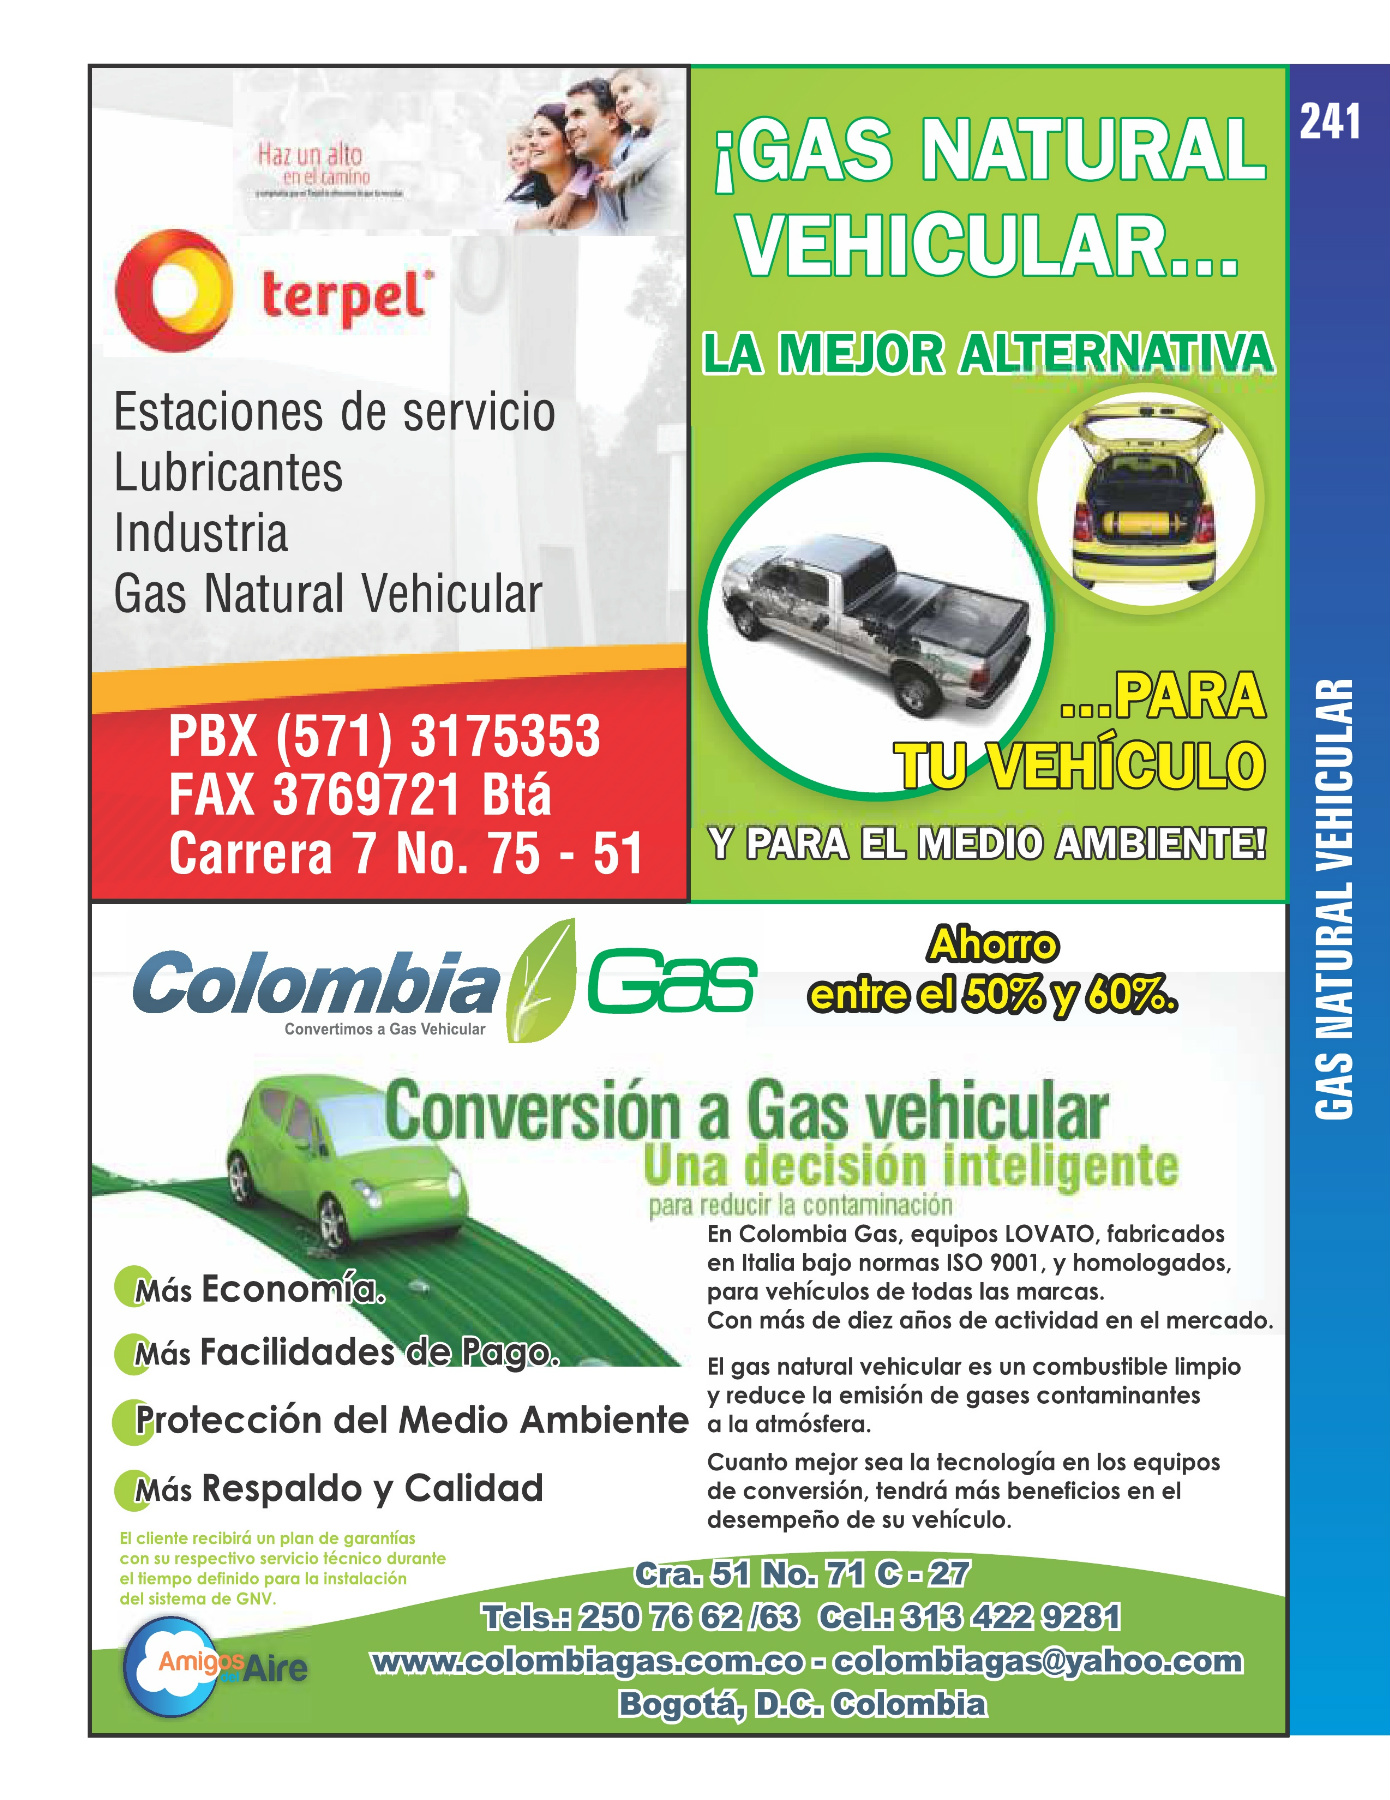 Haz un alto
en el camino
terpel
Estaciones de servicio
Lubricantes
Industria
Gas Natural Vehicular
PBX (571) 3175353
FAX 3769721 Btá
Carrera 7 No. 75 - 51
¡GAS NATURAL
VEHICULAR...
LA MEJOR ALTERNATIVA
...PARA
TU VEHÍCULO
Y PARA EL MEDIO AMBIENTE!
241
GAS NATURAL VEHICULAR
Colombia Gas
Convertimos a Gas Vehicular
Ahorro
entre el 50% y 60%.
Conversión a Gas vehicular
Una decisión inteligente
para reducir la contaminación
Más Economía.
Más Facilidades de Pago.
Protección del Medio Ambiente
Más Respaldo y Calidad
El cliente recibirá un plan de garantías
con su respectivo servicio técnico durante
el tiempo definido para la instalación
del sistema de GNV.
En Colombia Gas, equipos LOVATO, fabricados
en Italia bajo normas ISO 9001, y homologados,
para vehículos de todas las marcas.
Con más de diez años de actividad en el mercado.
El gas natural vehicular es un combustible limpio
y reduce la emisión de gases contaminantes
a la atmósfera.
Cuanto mejor sea la tecnología en los equipos
de conversión, tendrá más beneficios en el
desempeño de su vehículo.
Amigos del Aire
Cra. 51 No. 71 C - 27
Tels.: 250 76 62 /63 Cel.: 313 422 9281
www.colombiagas.com.co - colombiagas@yahoo.com
Bogotá, D.C. Colombia